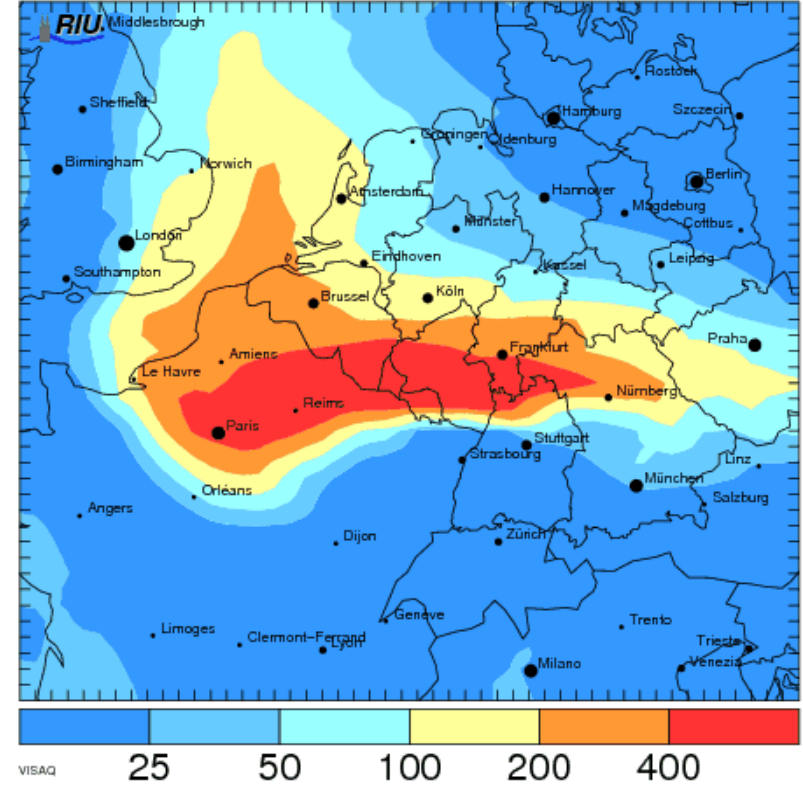 RIU. Middlesbrough
Rostock
Sheffield
Hamburg
Szczecin
Groningen
Oldenburg
Birmingham
Norwich
Berlin
Amsterdam
Hannover
Magdeburg
Münster
Cottbus
London
Eindhoven
Kassel
Leipzig
Southampton
Brussel
Köln
Praha
Amiens
Frankfurt
Le Havre
Nürnberg
Reims
Paris
Stuttgart
Strasbourg
Linz
München
Orléans
Salzburg
Angers
Dijon
Zürich
Genève
Limoges
Trento
Clermont-Ferrand
Lyon
Trieste
Milano
Venezia
VISAQ
25 50 100 200 400